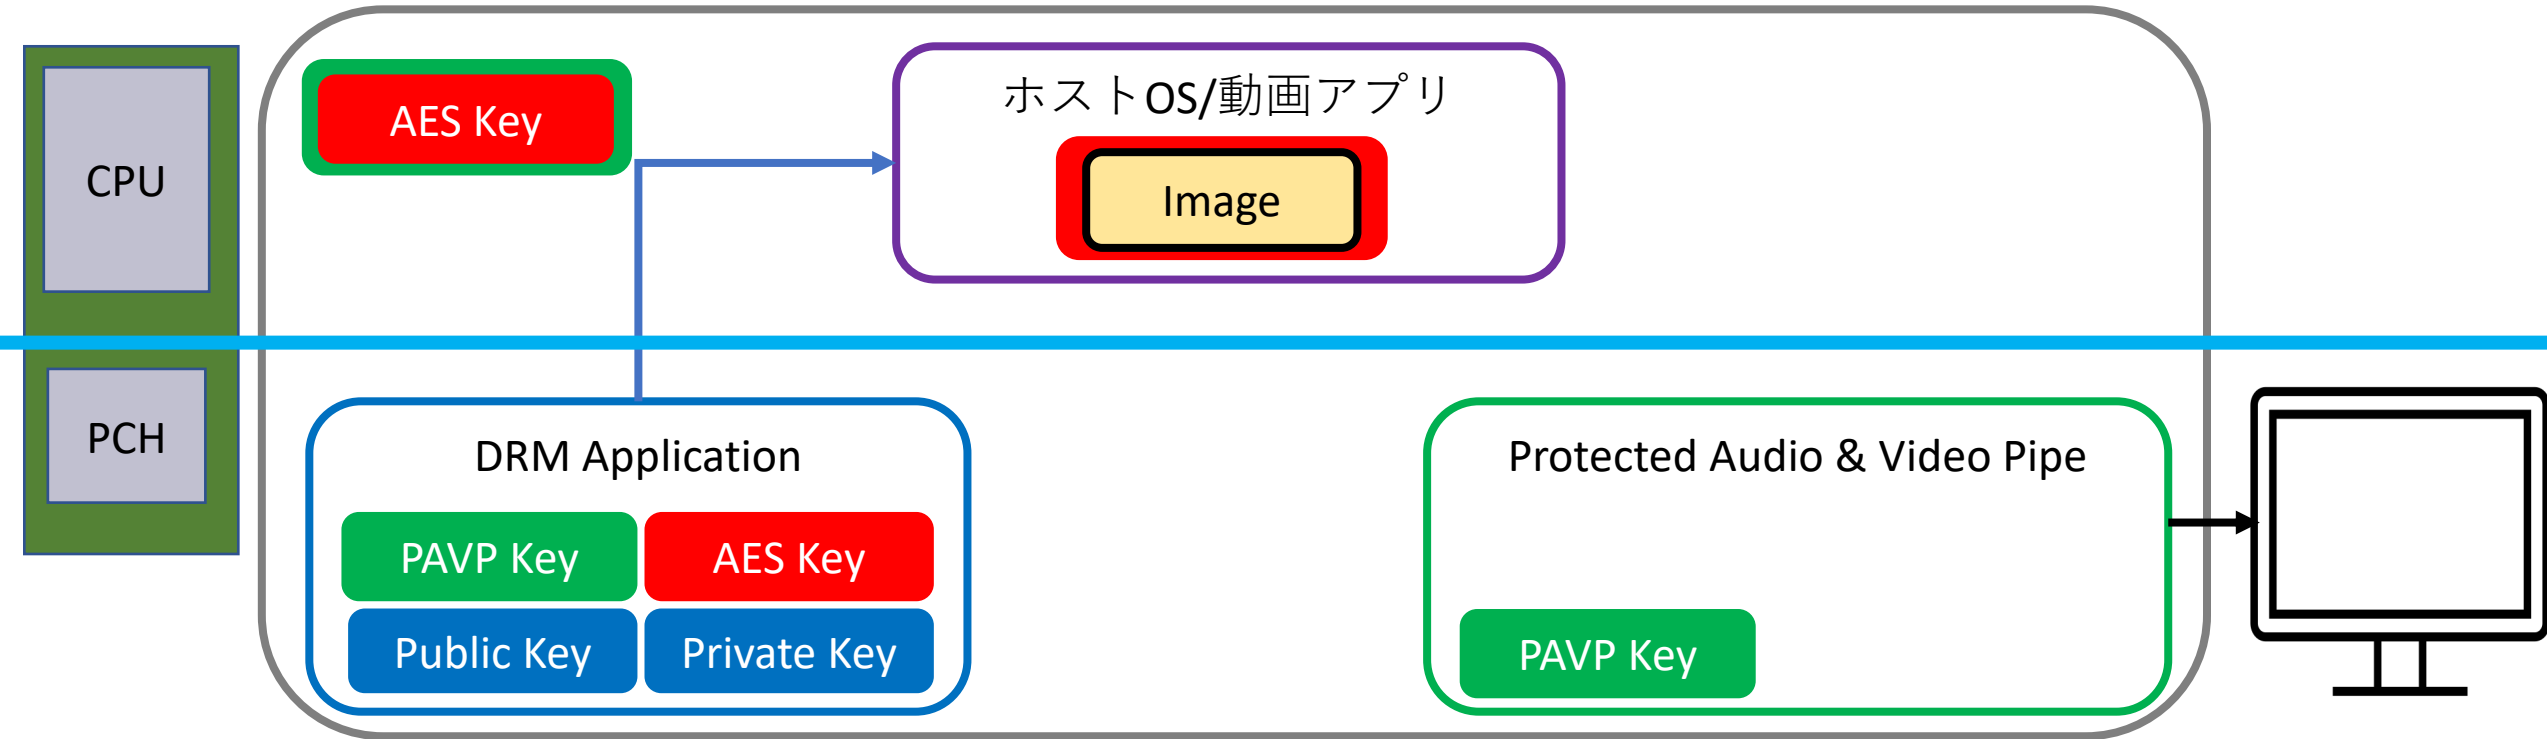 CPU
AES Key
ホストOS/動画アプリ
Image
PCH
DRM Application
PAVP Key
AES Key
Public Key
Private Key
Protected Audio & Video Pipe
PAVP Key